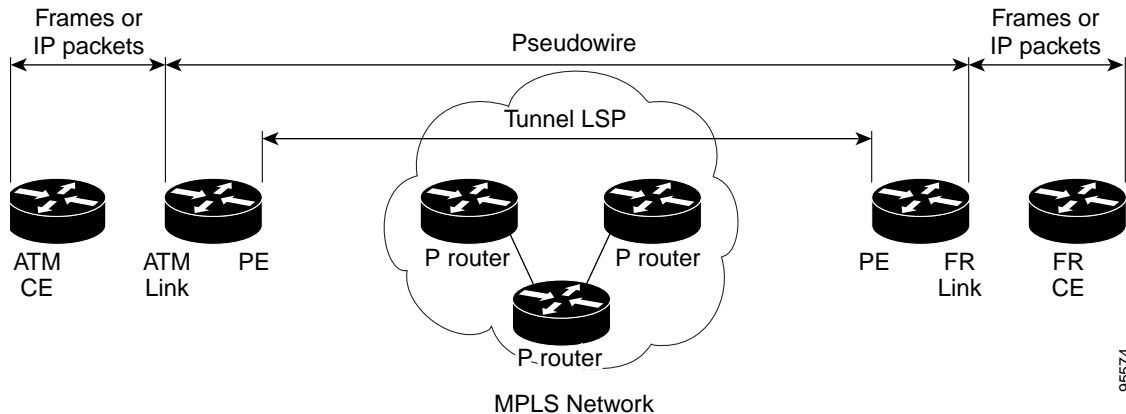 Frames or
IP packets
Pseudowire
Frames or
IP packets
Tunnel LSP
P router
P router
ATM
CE
ATM
Link
PE
PE
FR
Link
FR
CE
P router
MPLS Network
95574